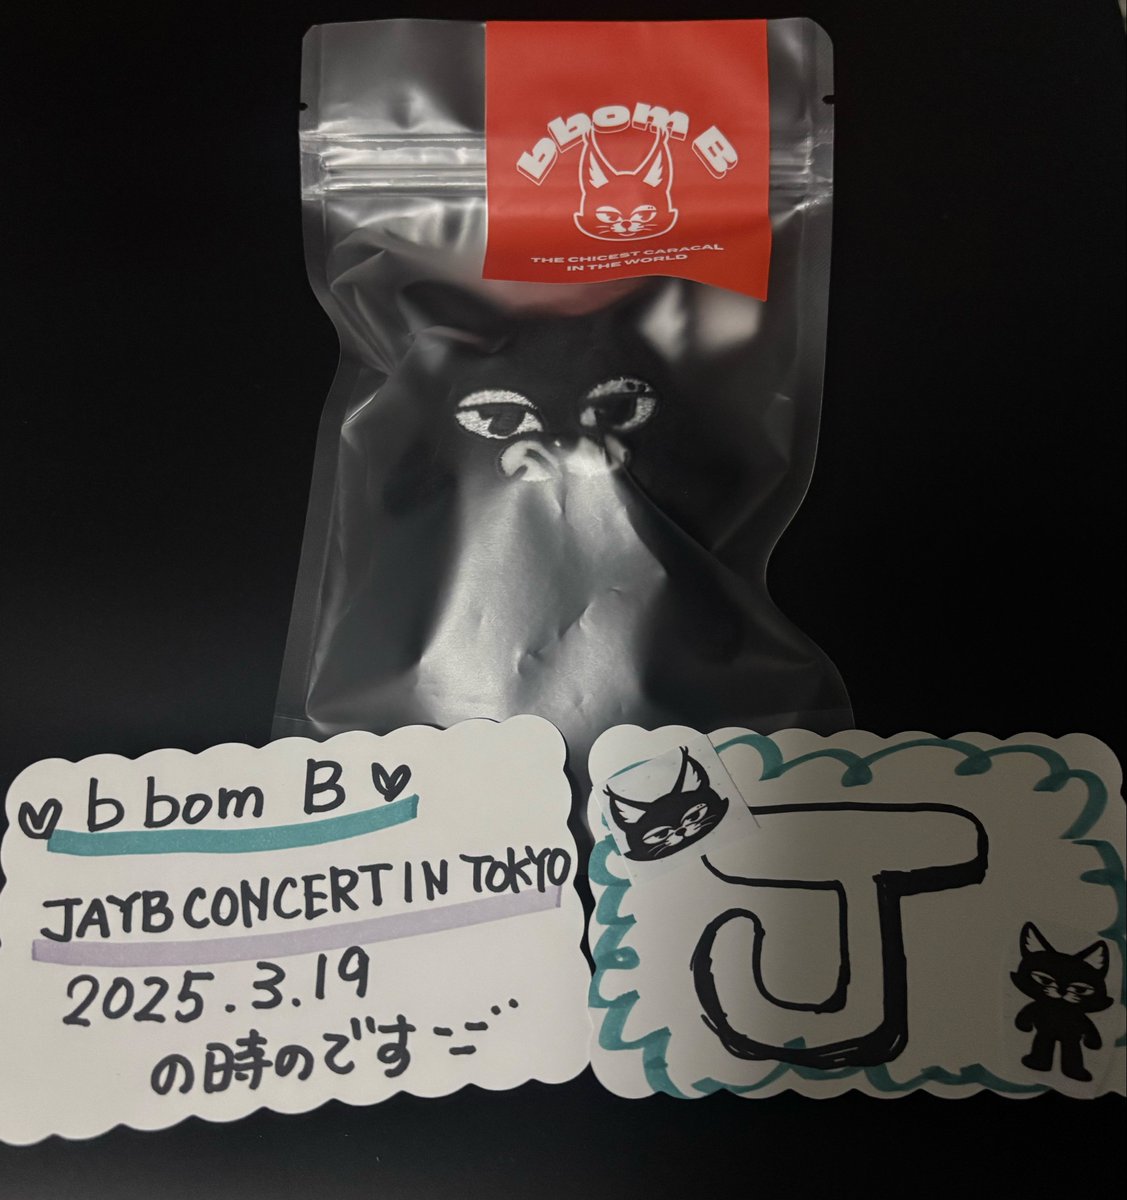 bbom B
THE CHICEST CARACAL
IN THE WORLD
♡ b bom B ♡
JAYB CONCERT IN TOKYO
2025.3.19
の時のです
J